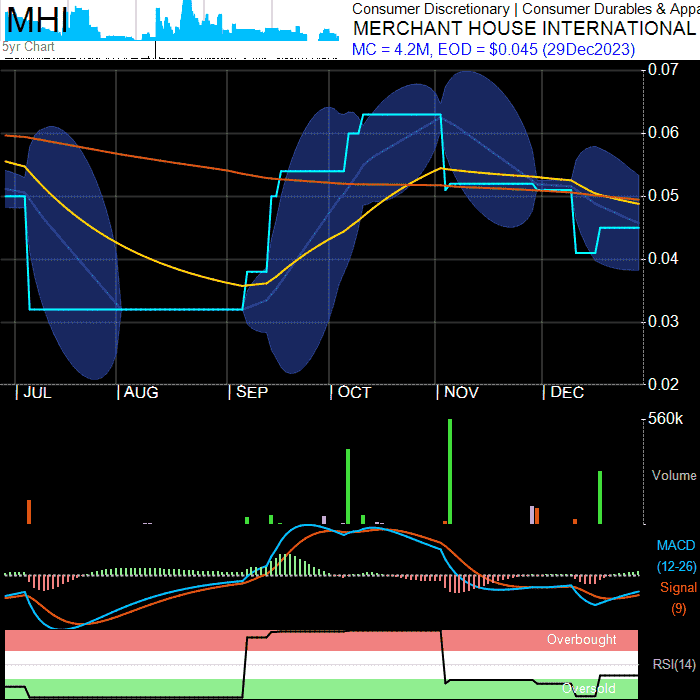 MHI
Consumer Discretionary | Consumer Durables & Appa
MERCHANT HOUSE INTERNATIONAL
MC = 4.2M, EOD = $0.045 (29Dec2023)
5yr Chart
0.07
0.06
0.05
0.04
0.03
0.02
| JUL | AUG | SEP | OCT | NOV | DEC
560k
Volume
MACD
(12-26)
Signal
(9)
Overbought
RSI(14)
Oversold